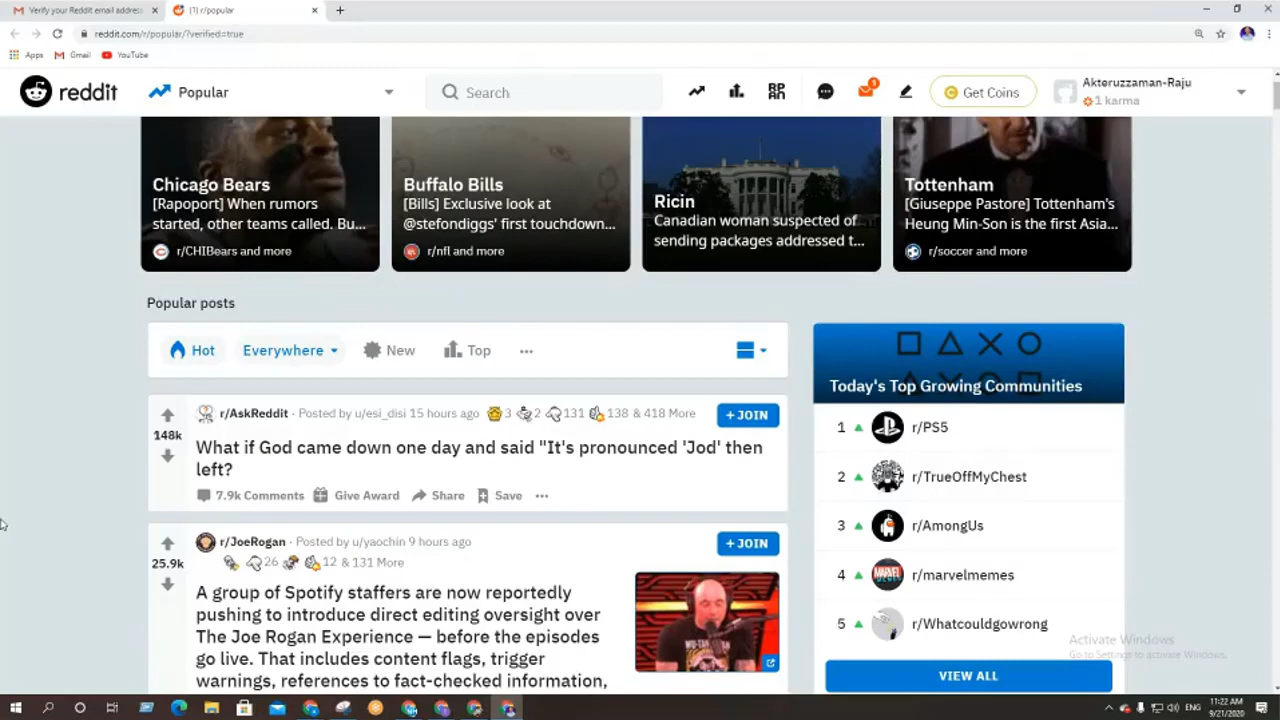 Verify your Reddit email address
(1) r/popular
reddit.com/r/popular/?verified=true
Apps
Gmail
YouTube
reddit
Popular
Search
1
Get Coins
Akteruzzaman-Raju
1 karma
Chicago Bears
[Rapoport] When rumors
started, other teams called. Bu...
r/CHIBears and more
Buffalo Bills
[Bills] Exclusive look at
@stefondiggs' first touchdown...
r/nfl and more
Ricin
Canadian woman suspected of
sending packages addressed t...
Tottenham
[Giuseppe Pastore] Tottenham's
Heung Min-Son is the first Asia...
r/soccer and more
Popular posts
Hot
Everywhere
New
Top
r/AskReddit · Posted by u/esi_disi 15 hours ago 3 2 131 138 & 418 More
+ JOIN
148k
What if God came down one day and said "It's pronounced 'Jod' then
left?
7.9k Comments
Give Award
Share
Save
r/JoeRogan · Posted by u/yaochin 9 hours ago
26 12 & 131 More
+ JOIN
25.9k
A group of Spotify staffers are now reportedly
pushing to introduce direct editing oversight over
The Joe Rogan Experience — before the episodes
go live. That includes content flags, trigger
warnings, references to fact-checked information,
Today's Top Growing Communities
1 r/PS5
2 r/TrueOffMyChest
3 r/AmongUs
4 r/marvelmemes
5 r/Whatcouldgowrong
VIEW ALL
Activate Windows
Go to Settings to activate Windows.
ENG
11:22 AM
9/21/2020